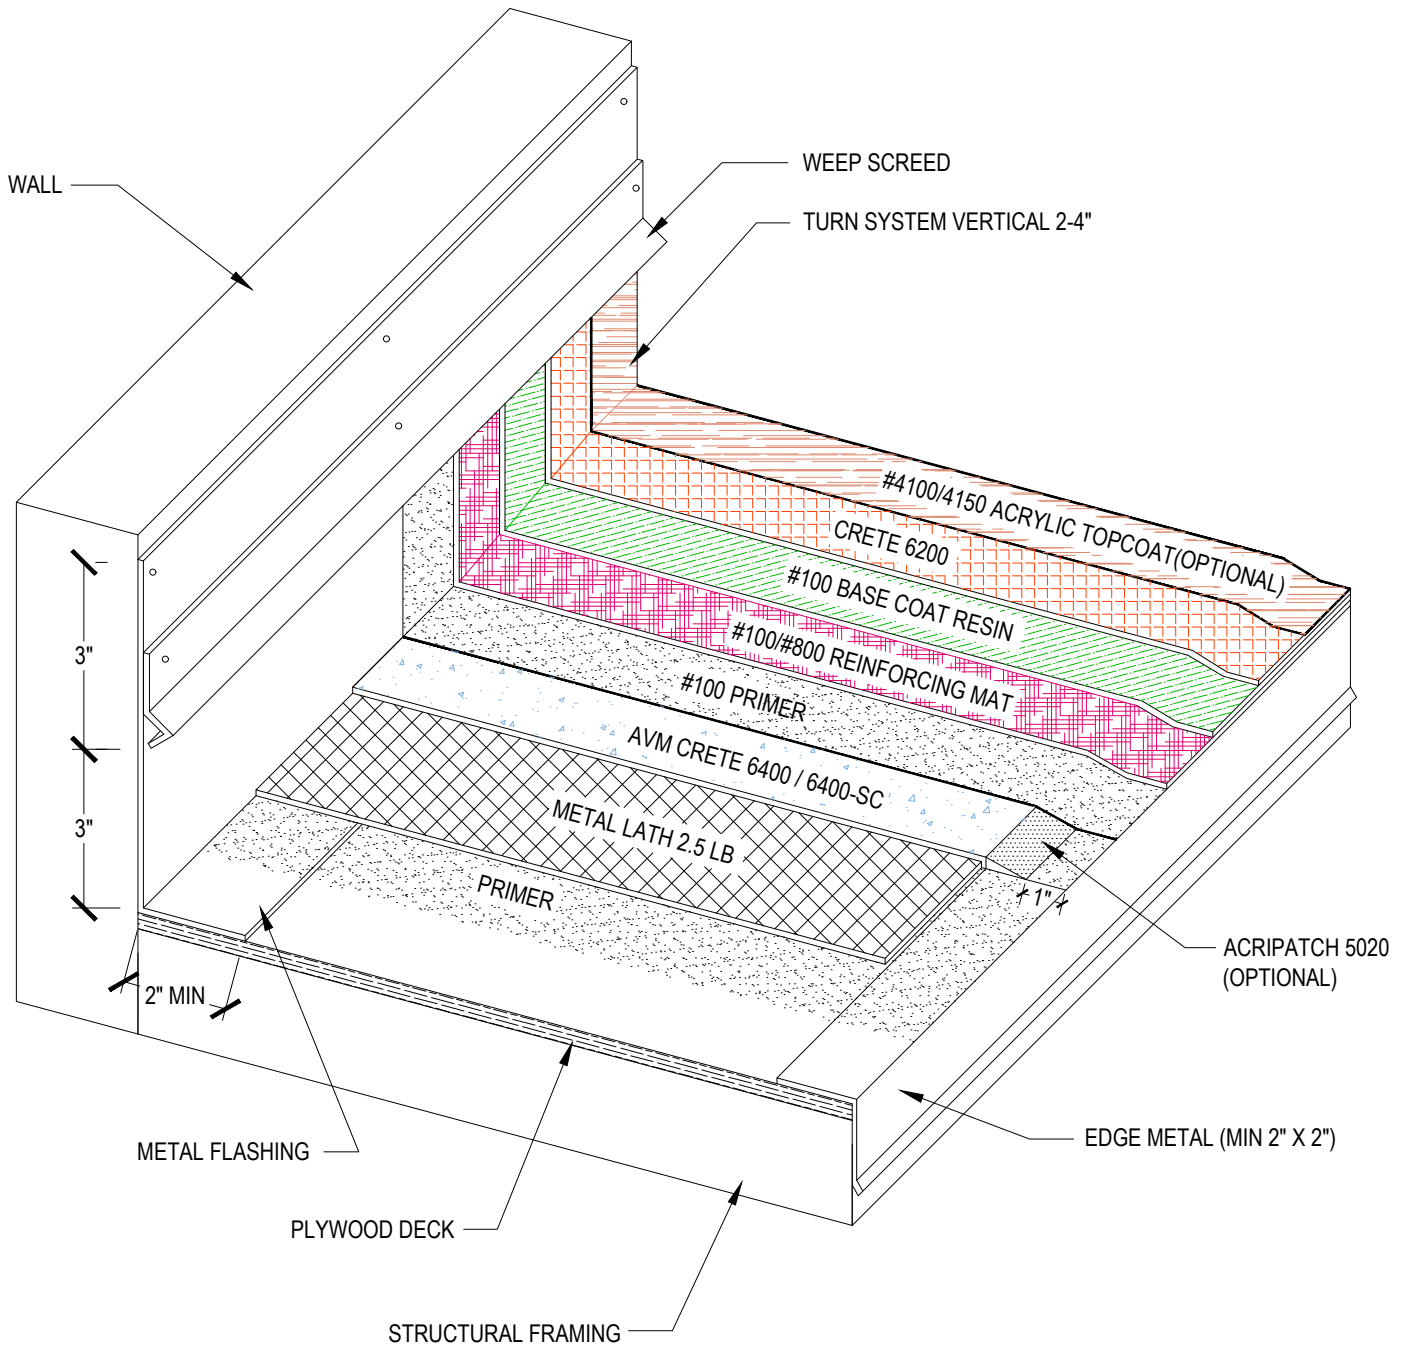 WALL
WEEP SCREED
TURN SYSTEM VERTICAL 2-4"
#4100/4150 ACRYLIC TOPCOAT(OPTIONAL)
CRETE 6200
#100 BASE COAT RESIN
#100/#800 REINFORCING MAT
#100 PRIMER
AVM CRETE 6400 / 6400-SC
METAL LATH 2.5 LB
PRIMER
3"
3"
1"
2" MIN
ACRIPATCH 5020
(OPTIONAL)
EDGE METAL (MIN 2" X 2")
METAL FLASHING
PLYWOOD DECK
STRUCTURAL FRAMING